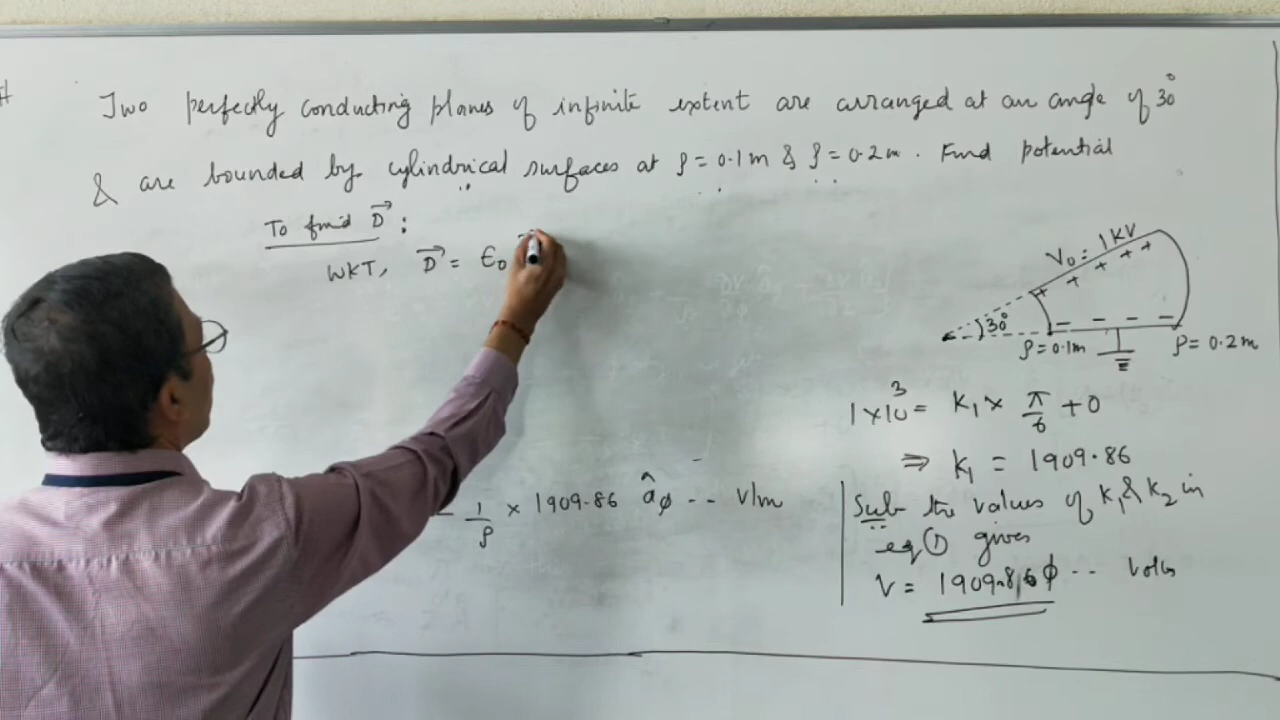 Two perfectly conducting planes of infinite extent are arranged at an angle of 30°
& are bounded by cylindrical surfaces at ρ = 0.1m & ρ = 0.2m. Find potential
To find D⃗ :
WKT, D⃗ = ε₀
- 1/ρ × 1909.86 â_ϕ -- V/m
V₀ = 1KV
+ + + + +
30°
- - - -
ρ = 0.1m
ρ = 0.2m
1×10³ = K₁ × π/6 + 0
⇒ K₁ = 1909.86
Sub the values of K₁ & K₂ in
eq ① gives
V = 1909.86 ϕ -- Volts